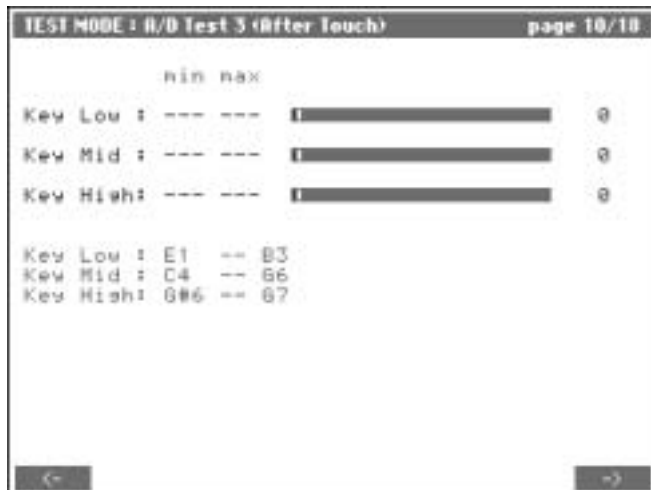 TEST MODE : A/D Test 3 (After Touch) page 10/18
min max
Key Low : --- --- 0
Key Mid : --- --- 0
Key High: --- --- 0
Key Low : E1 -- B3
Key Mid : C4 -- G6
Key High: G#6 -- G7
<- ->